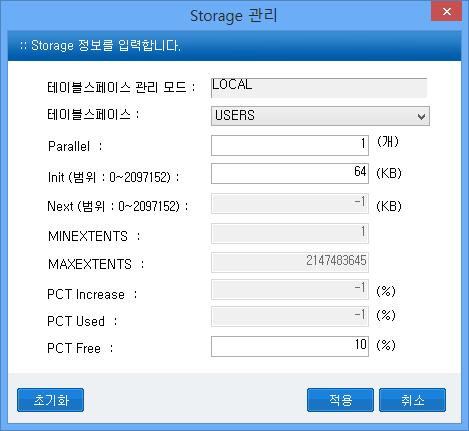 Storage 관리
:: Storage 정보를 입력합니다.
테이블스페이스 관리 모드 : LOCAL
테이블스페이스 : USERS
Parallel : 1 (개)
Init (범위 : 0~2097152) : 64 (KB)
Next (범위 : 0~2097152) : -1 (KB)
MINEXTENTS : 1
MAXEXTENTS : 2147483645
PCT Increase : -1 (%)
PCT Used : -1 (%)
PCT Free : 10 (%)
초기화 적용 취소